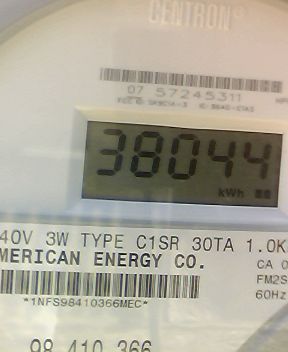 CENTRON®
07 57245311
38044
kWh
40V 3W TYPE C1SR 30TA 1.0K
MERICAN ENERGY CO.
CA 0
FM2S
60Hz
*1NFS98410366MEC*
98 410 366